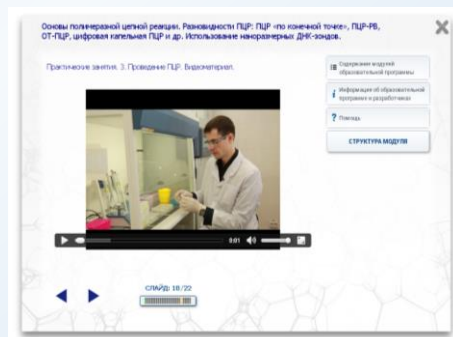 Основы полимеразной цепной реакции. Разновидности ПЦР: ПЦР «по конечной точке», ПЦР-РВ,
ОТ-ПЦР, цифровая капельная ПЦР и др. Использование наноразмерных ДНК-зондов.
Практические занятия. 3. Проведение ПЦР. Видеоматериал.
Содержание модулей
образовательной программы
Информация об образовательной
программе и разработчиках
Помощь
СТРУКТУРА МОДУЛЯ
0:01
СЛАЙД: 18/22